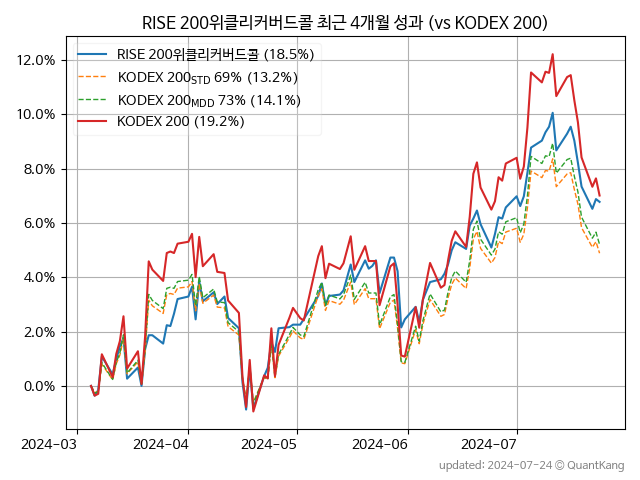 RISE 200위클리커버드콜 최근 4개월 성과 (vs KODEX 200)
RISE 200위클리커버드콜 (18.5%)
KODEX 200STD 69% (13.2%)
KODEX 200MDD 73% (14.1%)
KODEX 200 (19.2%)
12.0%
10.0%
8.0%
6.0%
4.0%
2.0%
0.0%
2024-03 2024-04 2024-05 2024-06 2024-07
updated: 2024-07-24 © QuantKang